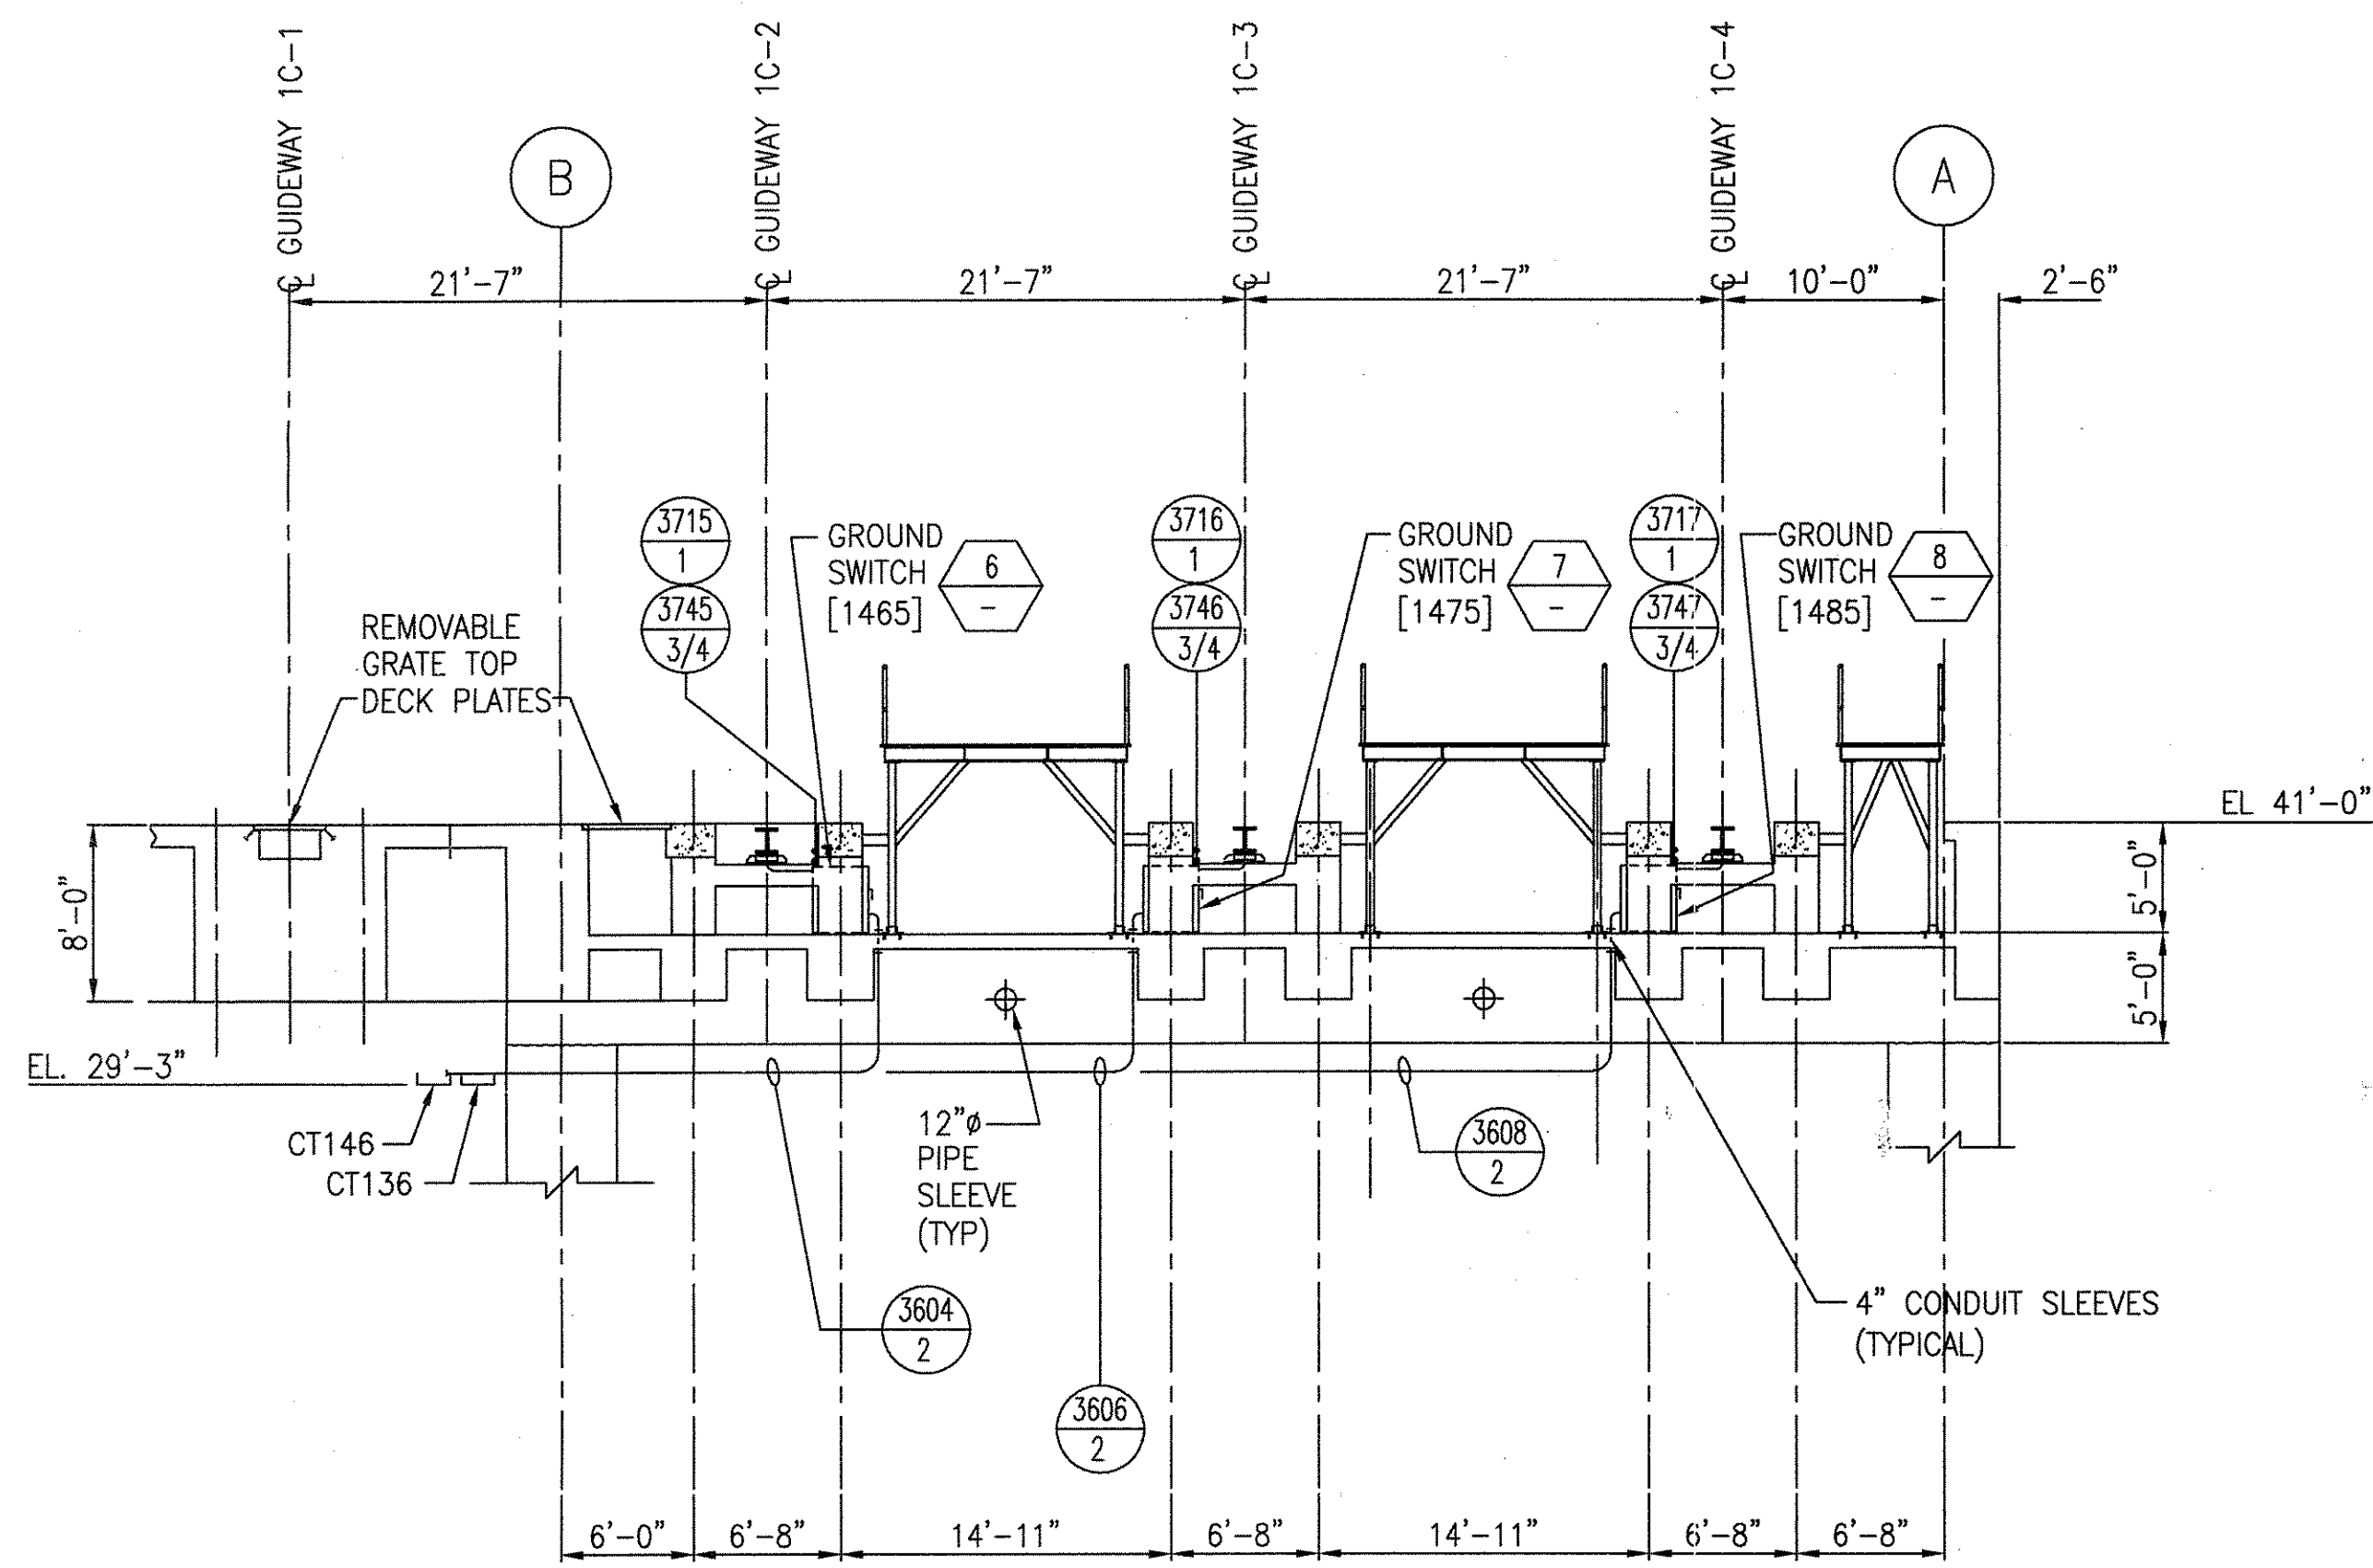 ℄ GUIDEWAY 1C-1
℄ GUIDEWAY 1C-2
℄ GUIDEWAY 1C-3
℄ GUIDEWAY 1C-4
B
A
21'-7"
21'-7"
21'-7"
10'-0"
2'-6"
3715
1
3745
3/4
GROUND
SWITCH
[1465]
6
-
3716
1
3746
3/4
GROUND
SWITCH
[1475]
7
-
3717
1
3747
3/4
GROUND
SWITCH
[1485]
8
-
REMOVABLE
GRATE TOP
DECK PLATES
EL 41'-0"
8'-0"
5'-0"
5'-0"
EL. 29'-3"
CT146
CT136
12"ø
PIPE
SLEEVE
(TYP)
3608
2
3604
2
3606
2
4" CONDUIT SLEEVES
(TYPICAL)
6'-0"
6'-8"
14'-11"
6'-8"
14'-11"
6'-8"
6'-8"